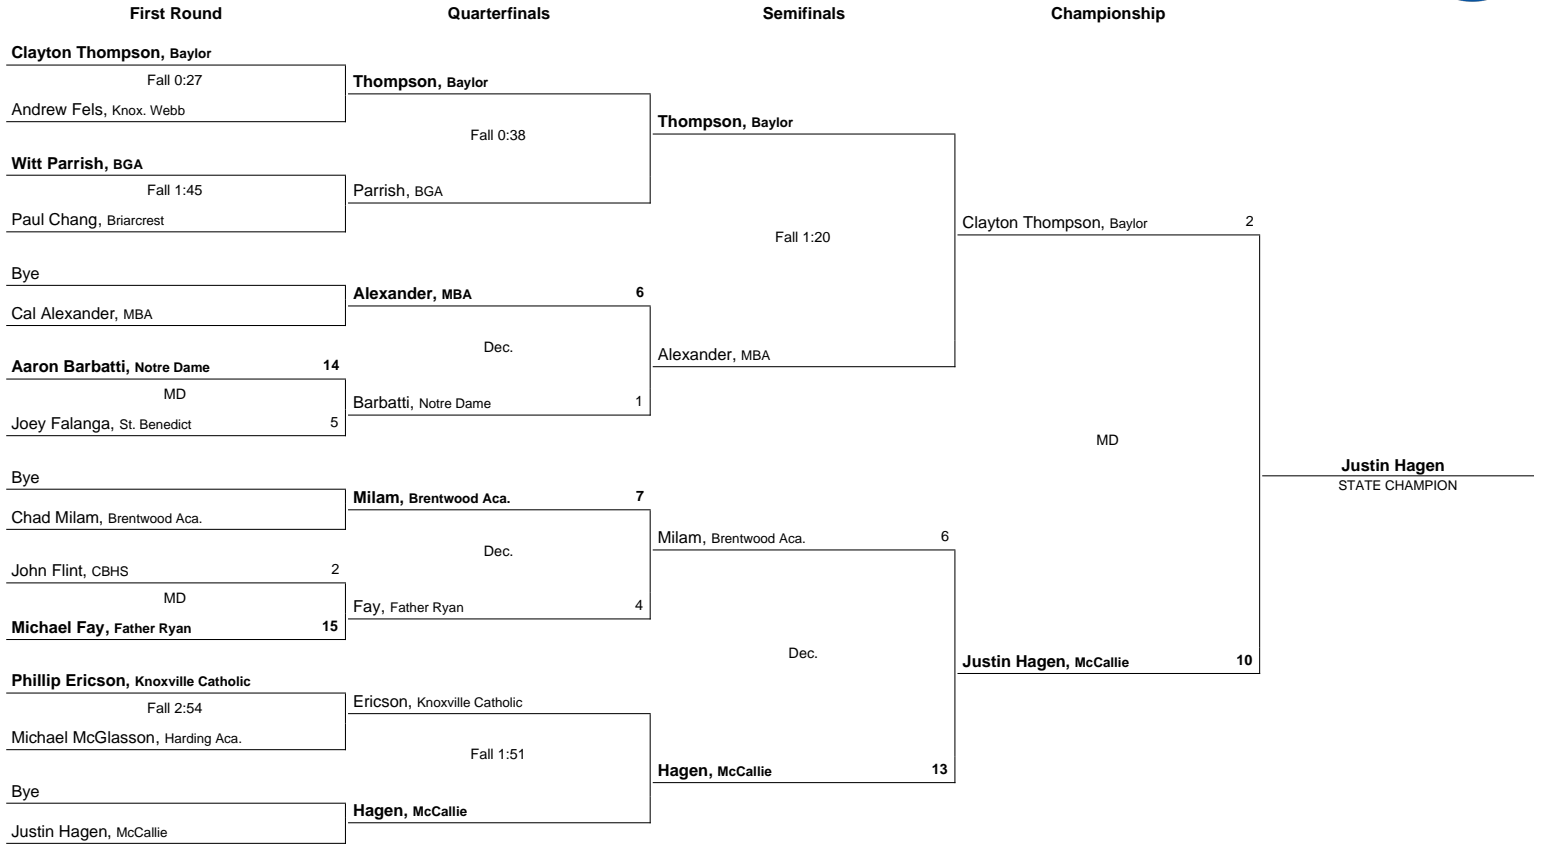 First Round Quarterfinals Semifinals Championship
Clayton Thompson, Baylor
Fall 0:27
Andrew Fels, Knox. Webb
Witt Parrish, BGA
Fall 1:45
Paul Chang, Briarcrest
Bye
Cal Alexander, MBA
Aaron Barbatti, Notre Dame 14
MD
Joey Falanga, St. Benedict 5
Bye
Chad Milam, Brentwood Aca.
John Flint, CBHS 2
MD
Michael Fay, Father Ryan 15
Phillip Ericson, Knoxville Catholic
Fall 2:54
Michael McGlasson, Harding Aca.
Bye
Justin Hagen, McCallie
Thompson, Baylor
Fall 0:38
Parrish, BGA
Alexander, MBA 6
Dec.
Barbatti, Notre Dame 1
Milam, Brentwood Aca. 7
Dec.
Fay, Father Ryan 4
Ericson, Knoxville Catholic
Fall 1:51
Hagen, McCallie
Thompson, Baylor
Fall 1:20
Alexander, MBA
Milam, Brentwood Aca. 6
Dec.
Hagen, McCallie 13
Clayton Thompson, Baylor 2
MD
Justin Hagen, McCallie 10
Justin Hagen
STATE CHAMPION